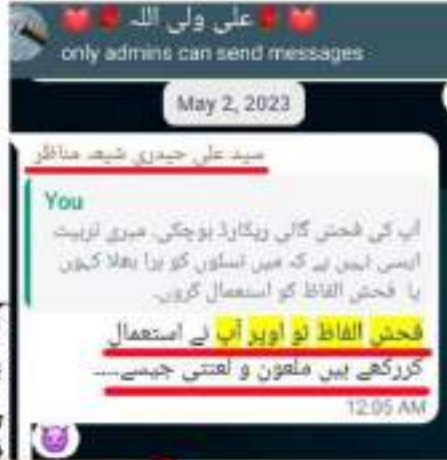 علی ولی اللہ
only admins can send messages
May 2, 2023
سید علی حیدری شیعہ مناظر
You
آپ کی فحش گالی ریکارڈ ہوچکی۔ میری تربیت
ایسی نہیں ہے کہ میں نسلوں کو برا بھلا کہوں
یا فحش الفاظ کو استعمال کروں۔
فحش الفاظ تو اوپر آپ نے استعمال
کررکھے ہیں ملعون و لعنتی جیسے....
12:05 AM